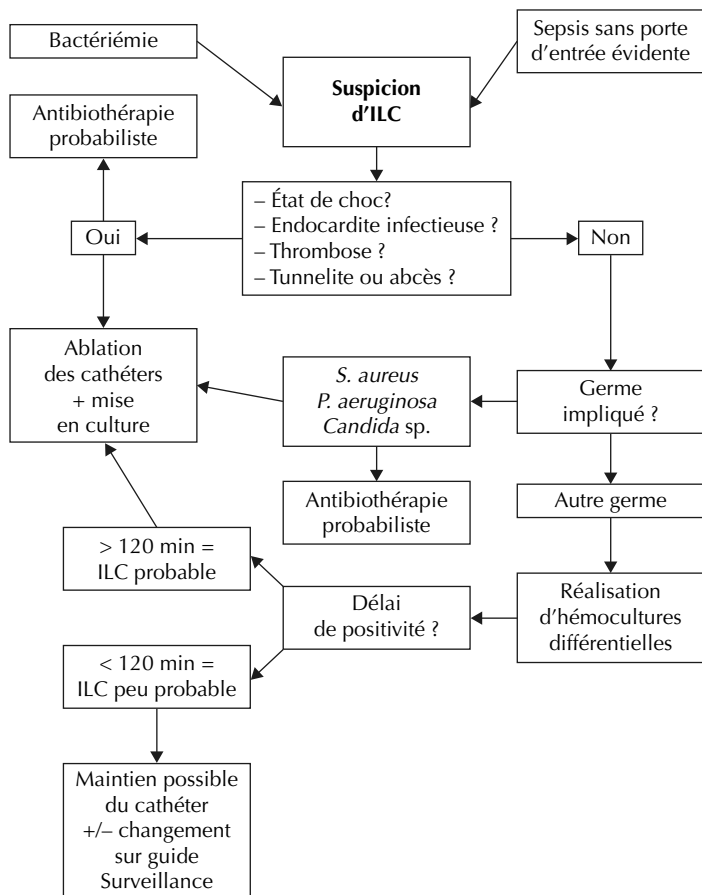 Bactériémie
Sepsis sans porte
d'entrée évidente
Suspicion
d'ILC
Antibiothérapie
probabiliste
– État de choc?
– Endocardite infectieuse ?
– Thrombose ?
– Tunnelite ou abcès ?
Oui
Non
Ablation
des cathéters
+ mise
en culture
S. aureus
P. aeruginosa
Candida sp.
Germe
impliqué ?
Antibiothérapie
probabiliste
Autre germe
> 120 min =
ILC probable
Délai
de positivité ?
Réalisation
d'hémocultures
différentielles
< 120 min =
ILC peu probable
Maintien possible
du cathéter
+/– changement
sur guide
Surveillance